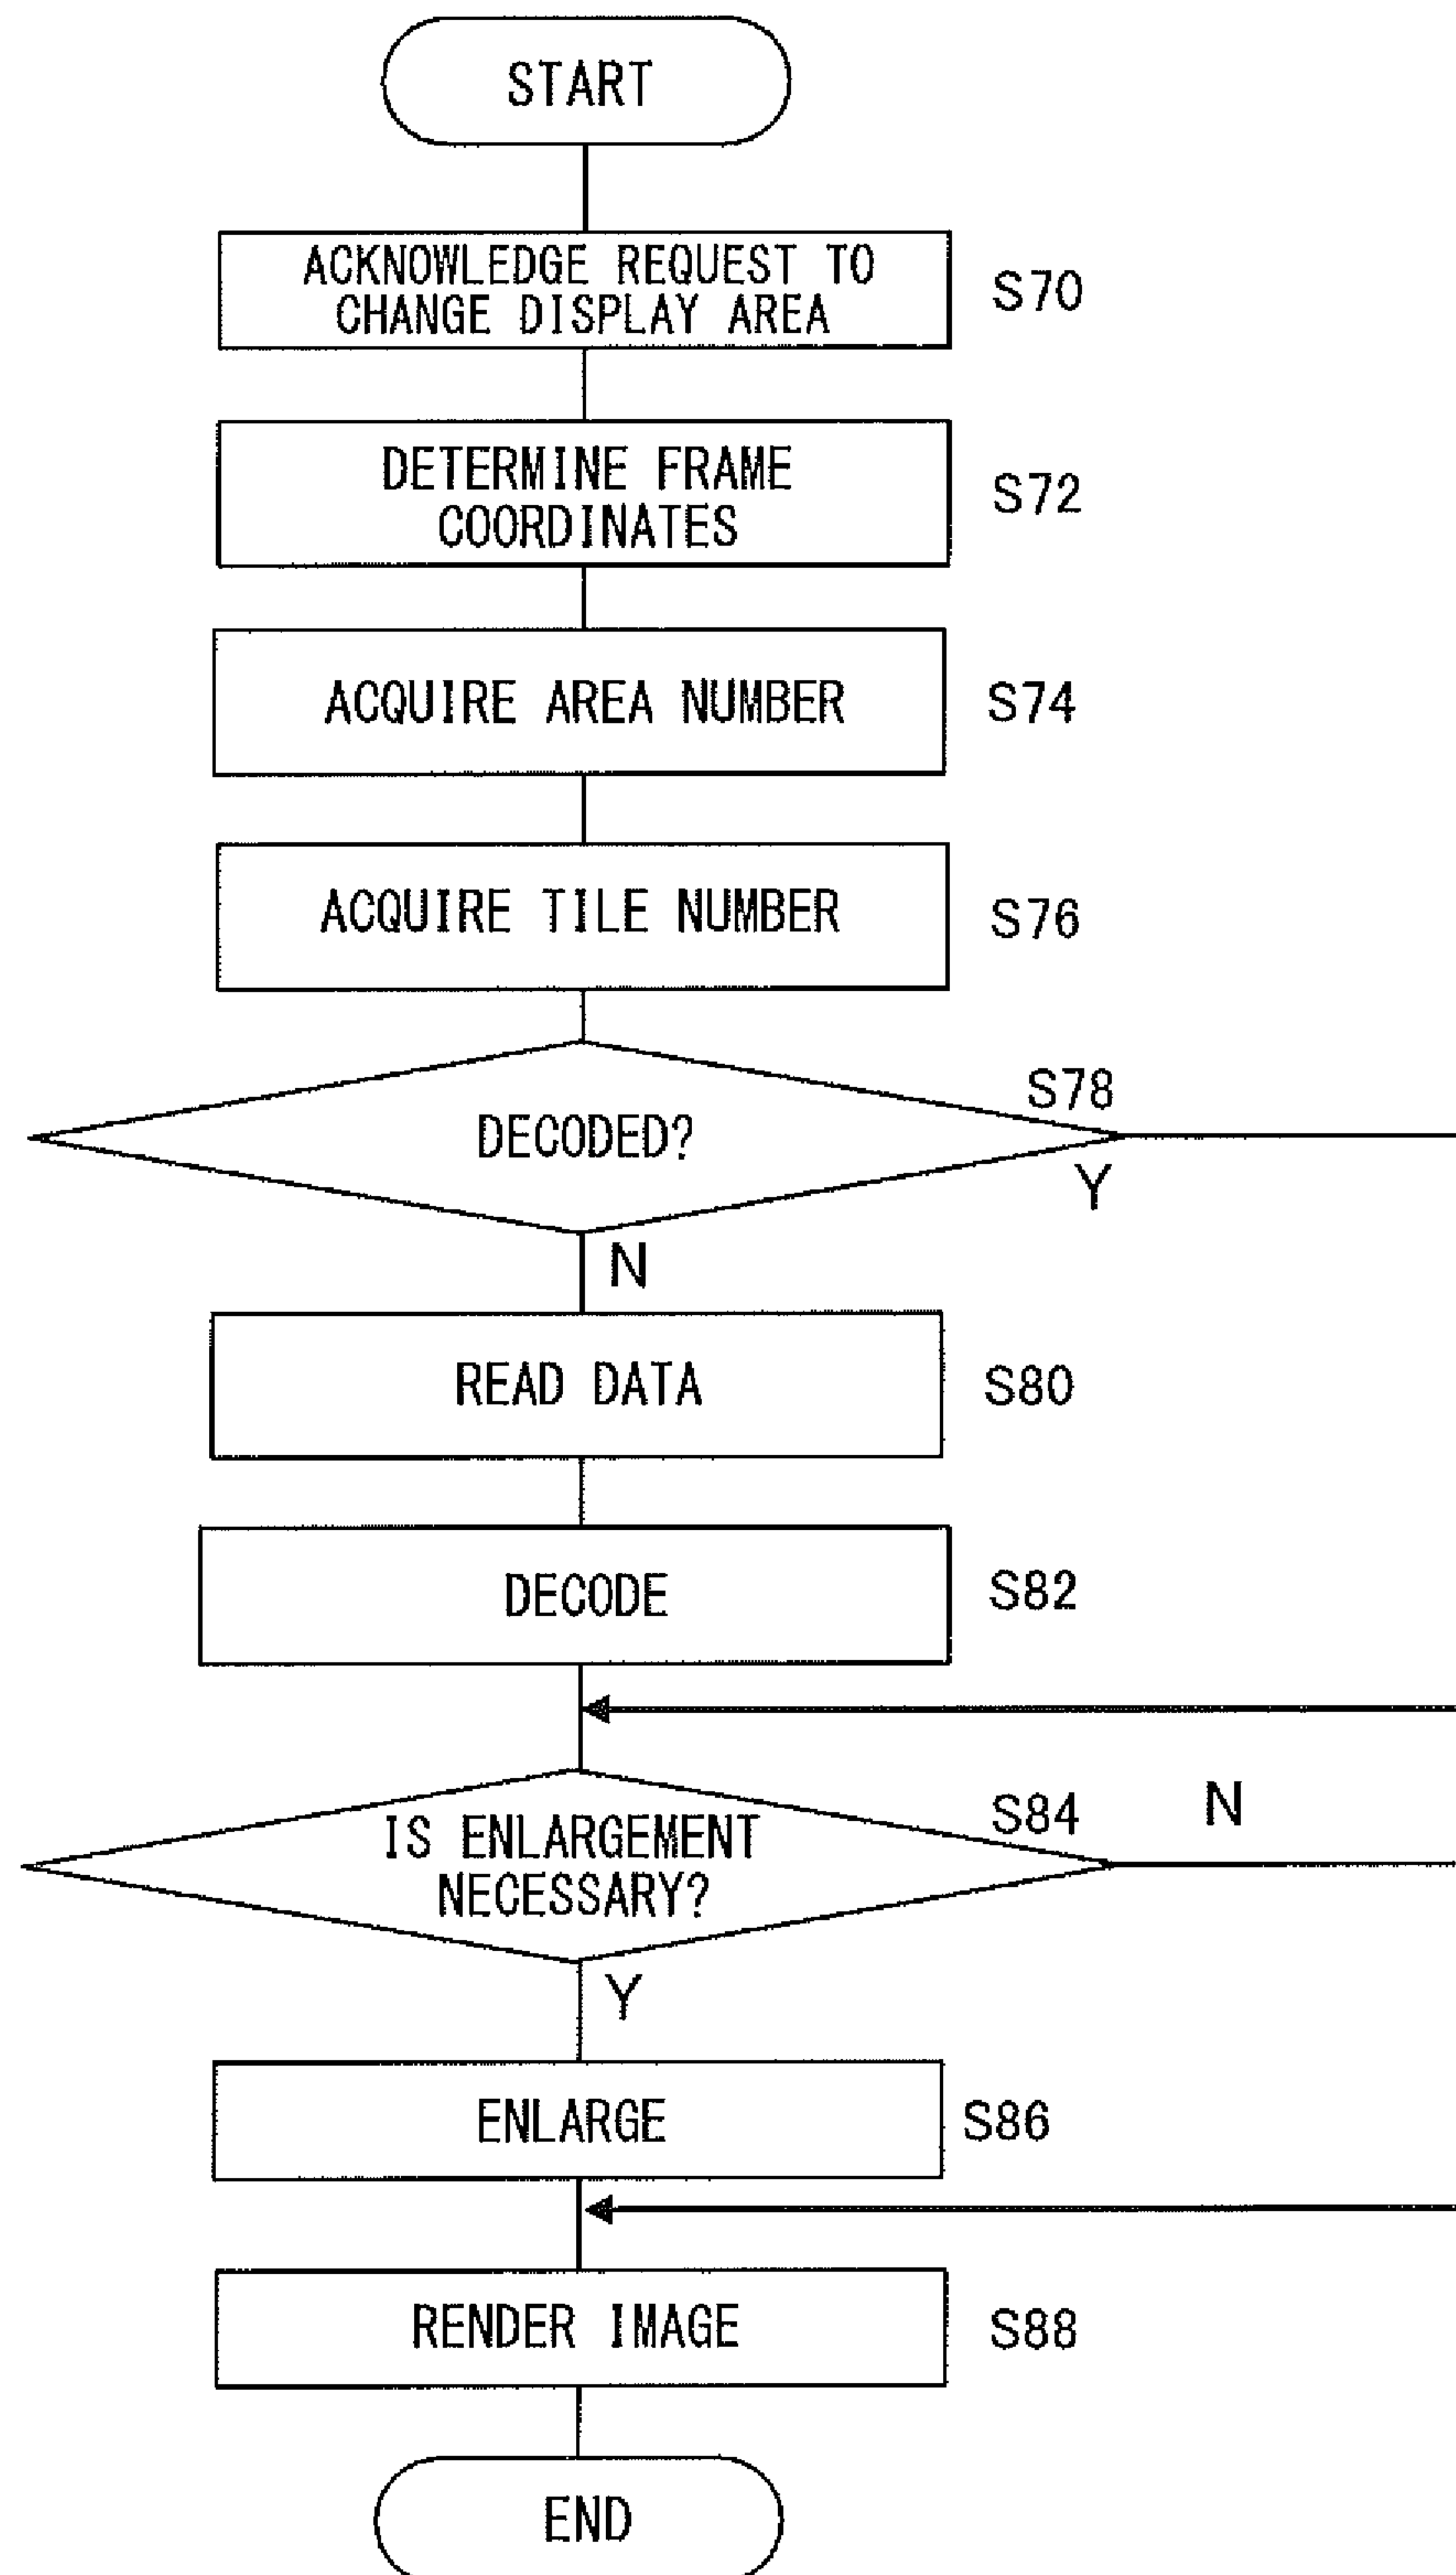 START
ACKNOWLEDGE REQUEST TO
CHANGE DISPLAY AREA
S70
DETERMINE FRAME
COORDINATES
S72
ACQUIRE AREA NUMBER
S74
ACQUIRE TILE NUMBER
S76
DECODED?
S78
Y
N
READ DATA
S80
DECODE
S82
IS ENLARGEMENT
NECESSARY?
S84
N
Y
ENLARGE
S86
RENDER IMAGE
S88
END